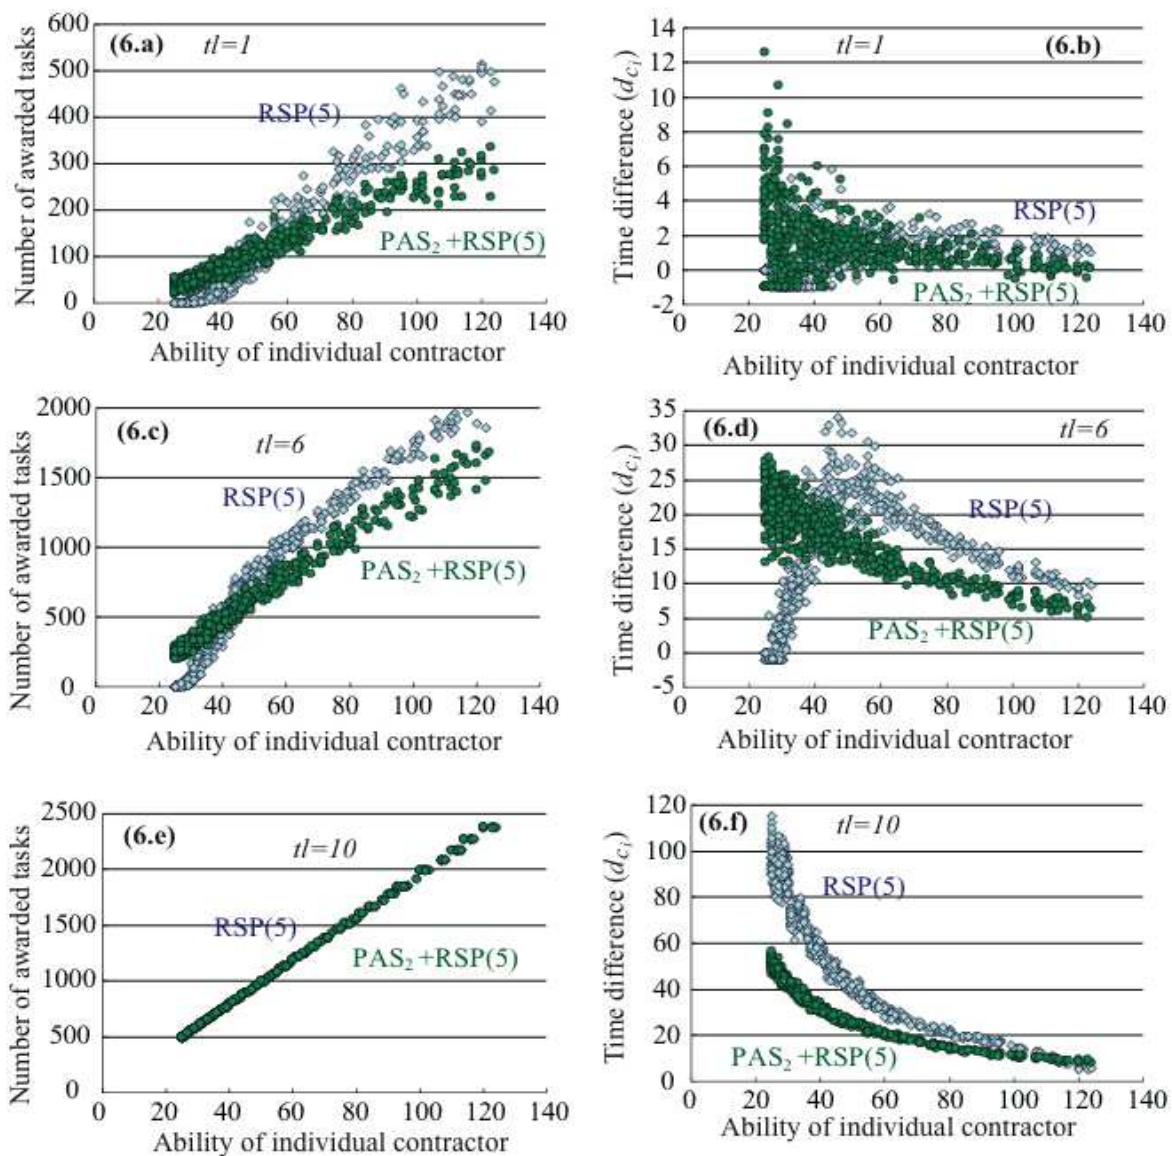 600
500
400
300
200
100
0
0 20 40 60 80 100 120 140
Number of awarded tasks
Ability of individual contractor
(6.a) tl=1
RSP(5)
PAS₂ +RSP(5)
14
12
10
8
6
4
2
0
-2
0 20 40 60 80 100 120 140
Time difference (d_{c_i})
Ability of individual contractor
tl=1 (6.b)
RSP(5)
PAS₂ +RSP(5)
2000
1500
1000
500
0
0 20 40 60 80 100 120 140
Number of awarded tasks
Ability of individual contractor
(6.c)
tl=6
RSP(5)
PAS₂ +RSP(5)
35
30
25
20
15
10
5
0
-5
0 20 40 60 80 100 120 140
Time difference (d_{c_i})
Ability of individual contractor
(6.d) tl=6
RSP(5)
PAS₂ +RSP(5)
2500
2000
1500
1000
500
0
0 20 40 60 80 100 120 140
Number of awarded tasks
Ability of individual contractor
(6.e)
tl=10
RSP(5)
PAS₂ +RSP(5)
120
100
80
60
40
20
0
0 20 40 60 80 100 120 140
Time difference (d_{c_i})
Ability of individual contractor
(6.f) tl=10
RSP(5)
PAS₂ +RSP(5)